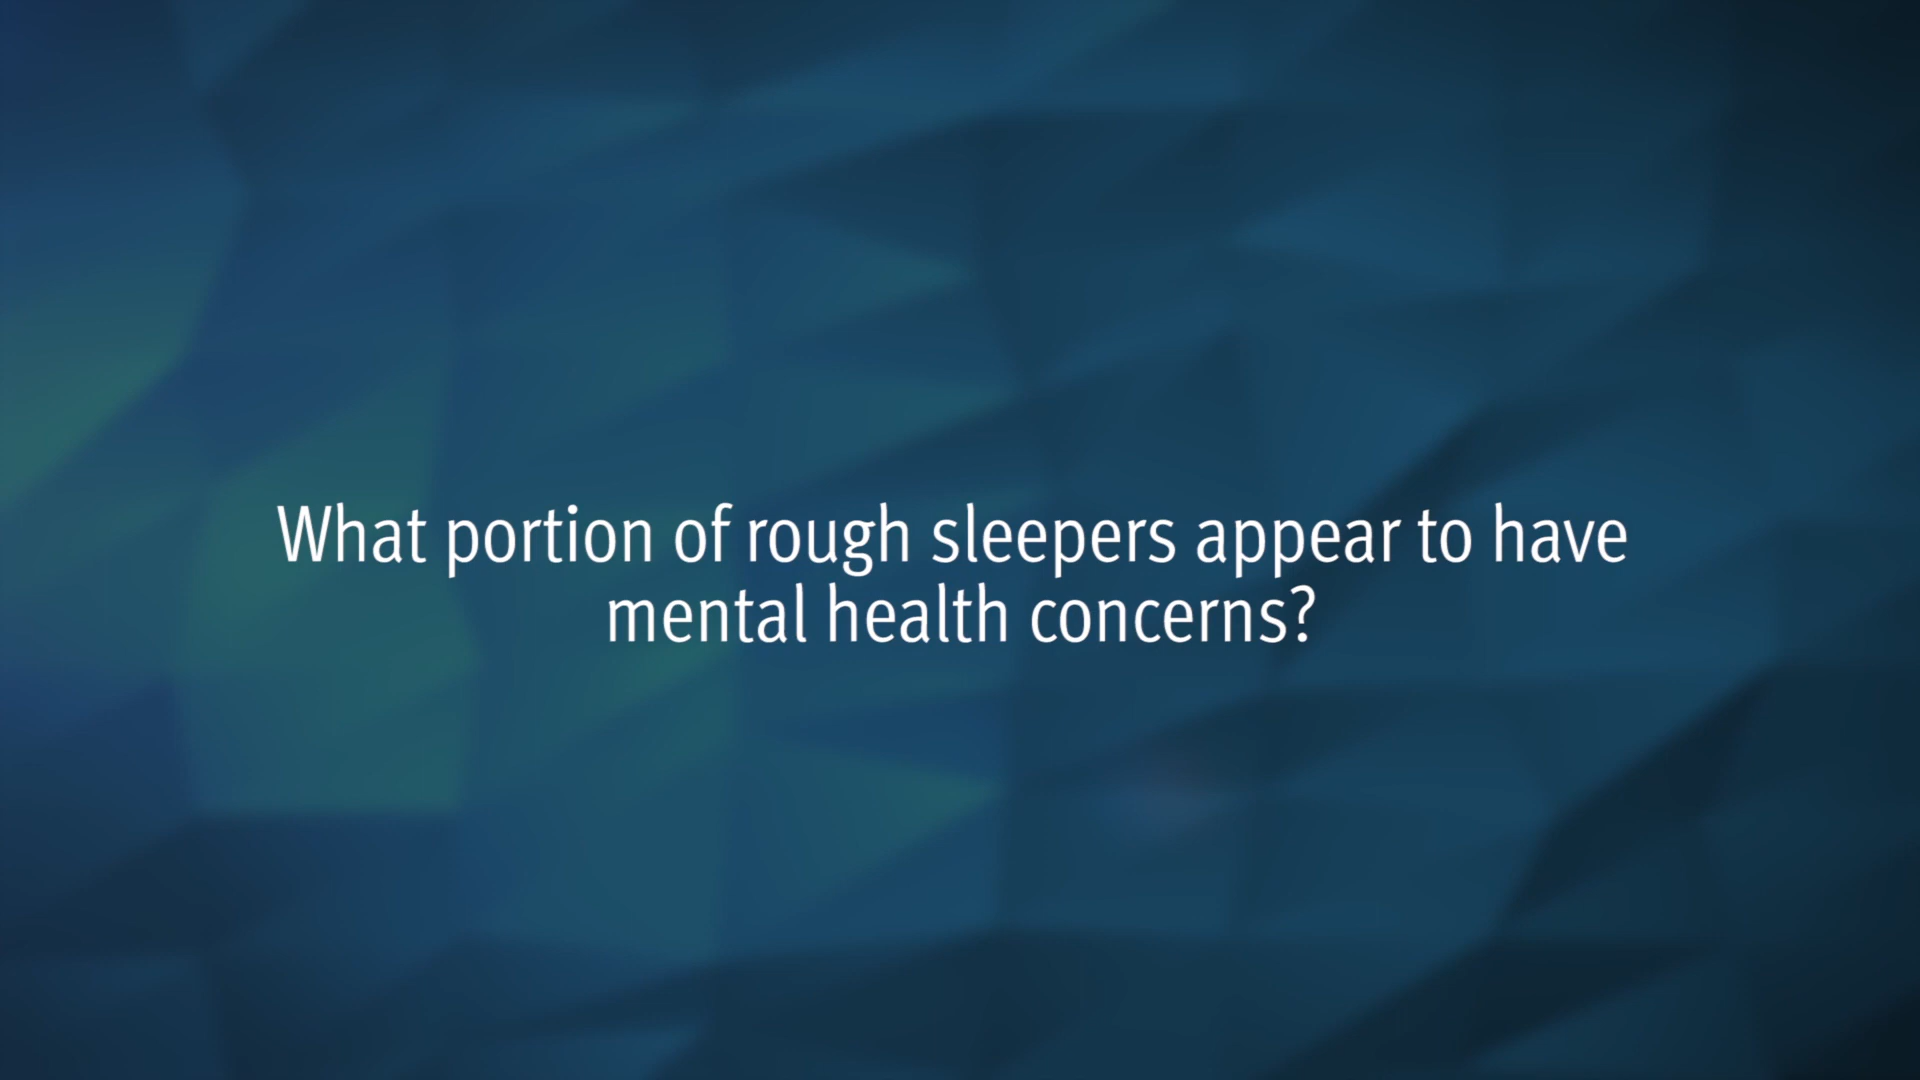 What portion of rough sleepers appear to have
mental health concerns?